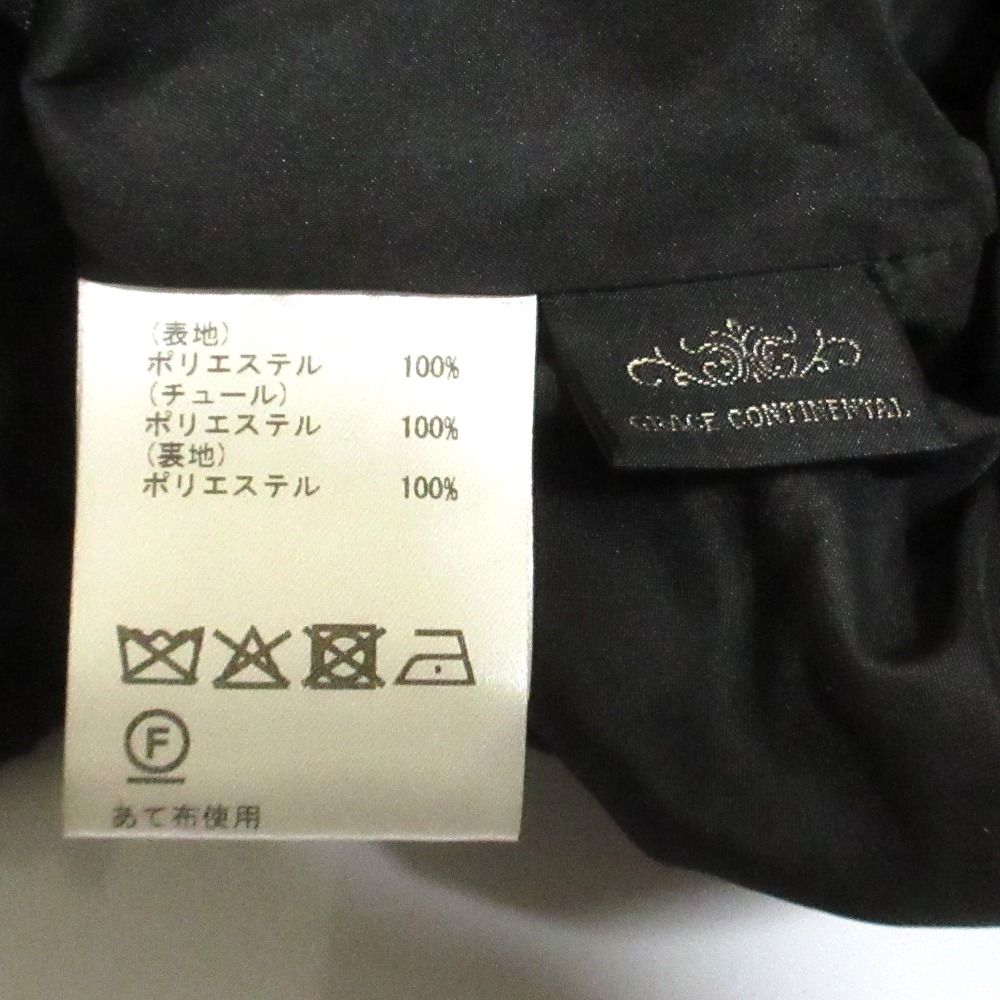 (表地)
ポリエステル 100%
(チュール)
ポリエステル 100%
(裏地)
ポリエステル 100%
F
あて布使用
GRACE CONTINENTAL